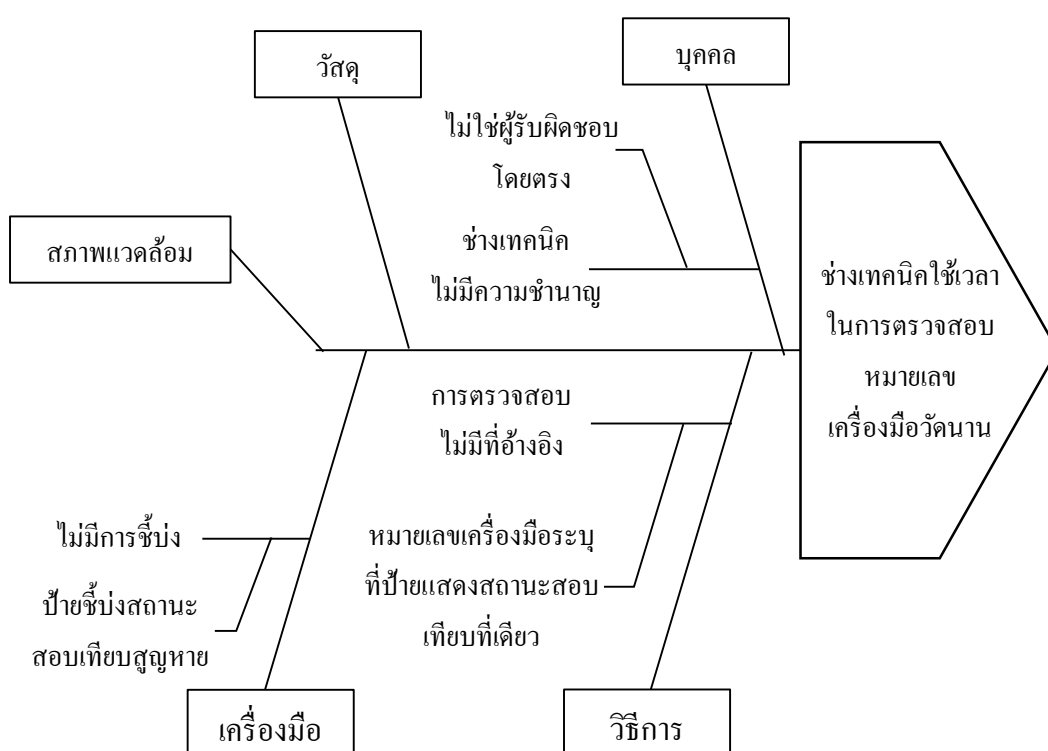 วัสดุ
บุคคล
ไม่ใช่ผู้รับผิดชอบ
โดยตรง
สภาพแวดล้อม
ช่างเทคนิค
ไม่มีความชำนาญ
ช่างเทคนิคใช้เวลา
ในการตรวจสอบ
หมายเลข
เครื่องมือวัดนาน
การตรวจสอบ
ไม่มีที่อ้างอิง
ไม่มีการชี้บ่ง
ป้ายชี้บ่งสถานะ
สอบเทียบสูญหาย
หมายเลขเครื่องมือระบุ
ที่ป้ายแสดงสถานะสอบ
เทียบที่เดียว
เครื่องมือ
วิธีการ